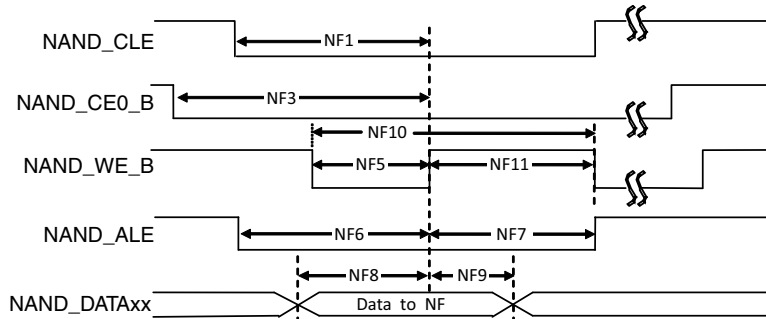 NAND_CLE
NF1
NAND_CE0_B
NF3
NF10
NAND_WE_B
NF5
NF11
NAND_ALE
NF6
NF7
NF8
NF9
NAND_DATAxx
Data to NF